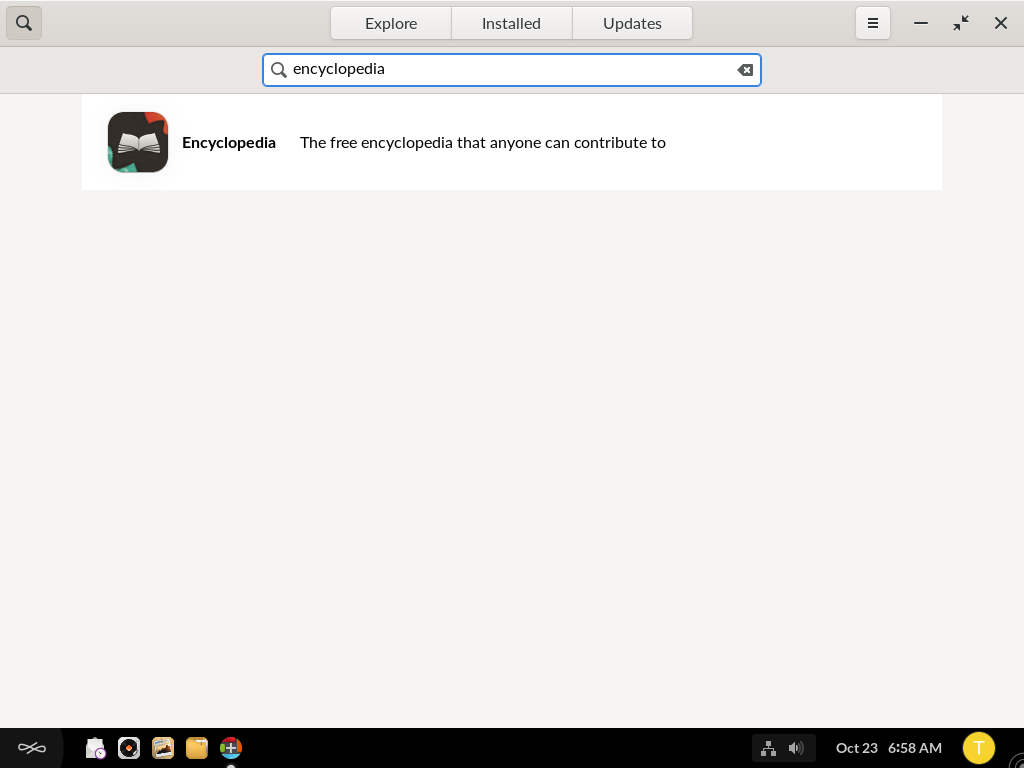 Explore Installed Updates
encyclopedia
Encyclopedia The free encyclopedia that anyone can contribute to
Oct 23 6:58 AM T